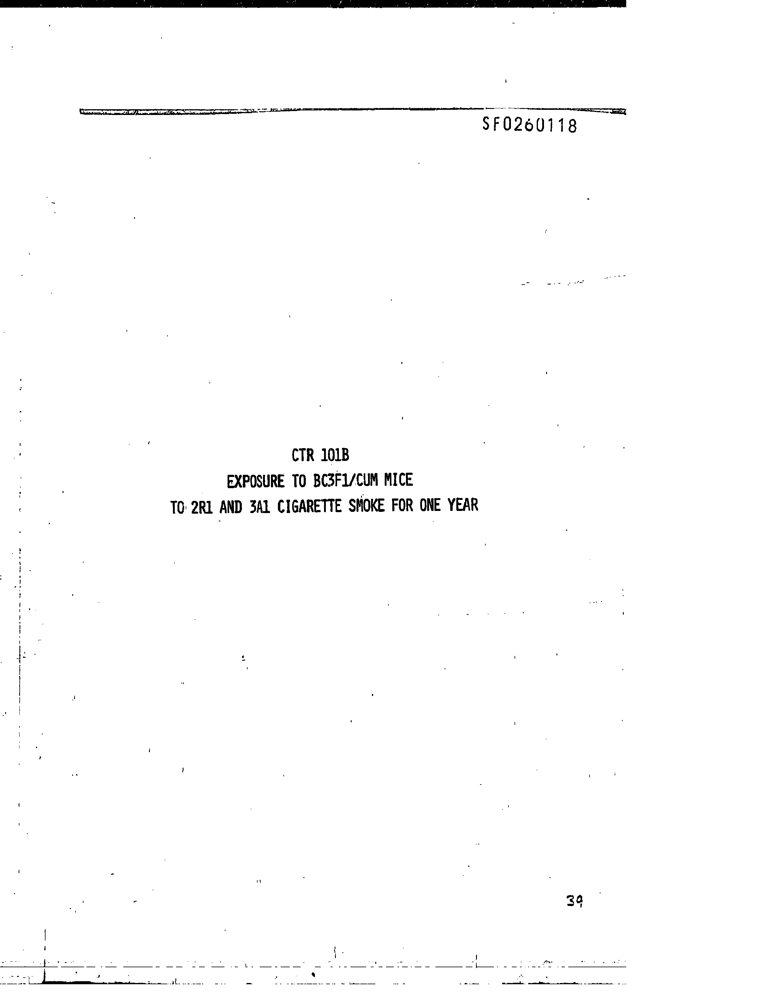 SF0260118
CTR 101B
EXPOSURE TO BC3F1/CUM MICE
TO 2R1 AND 3A1 CIGARETTE SMOKE FOR ONE YEAR
39